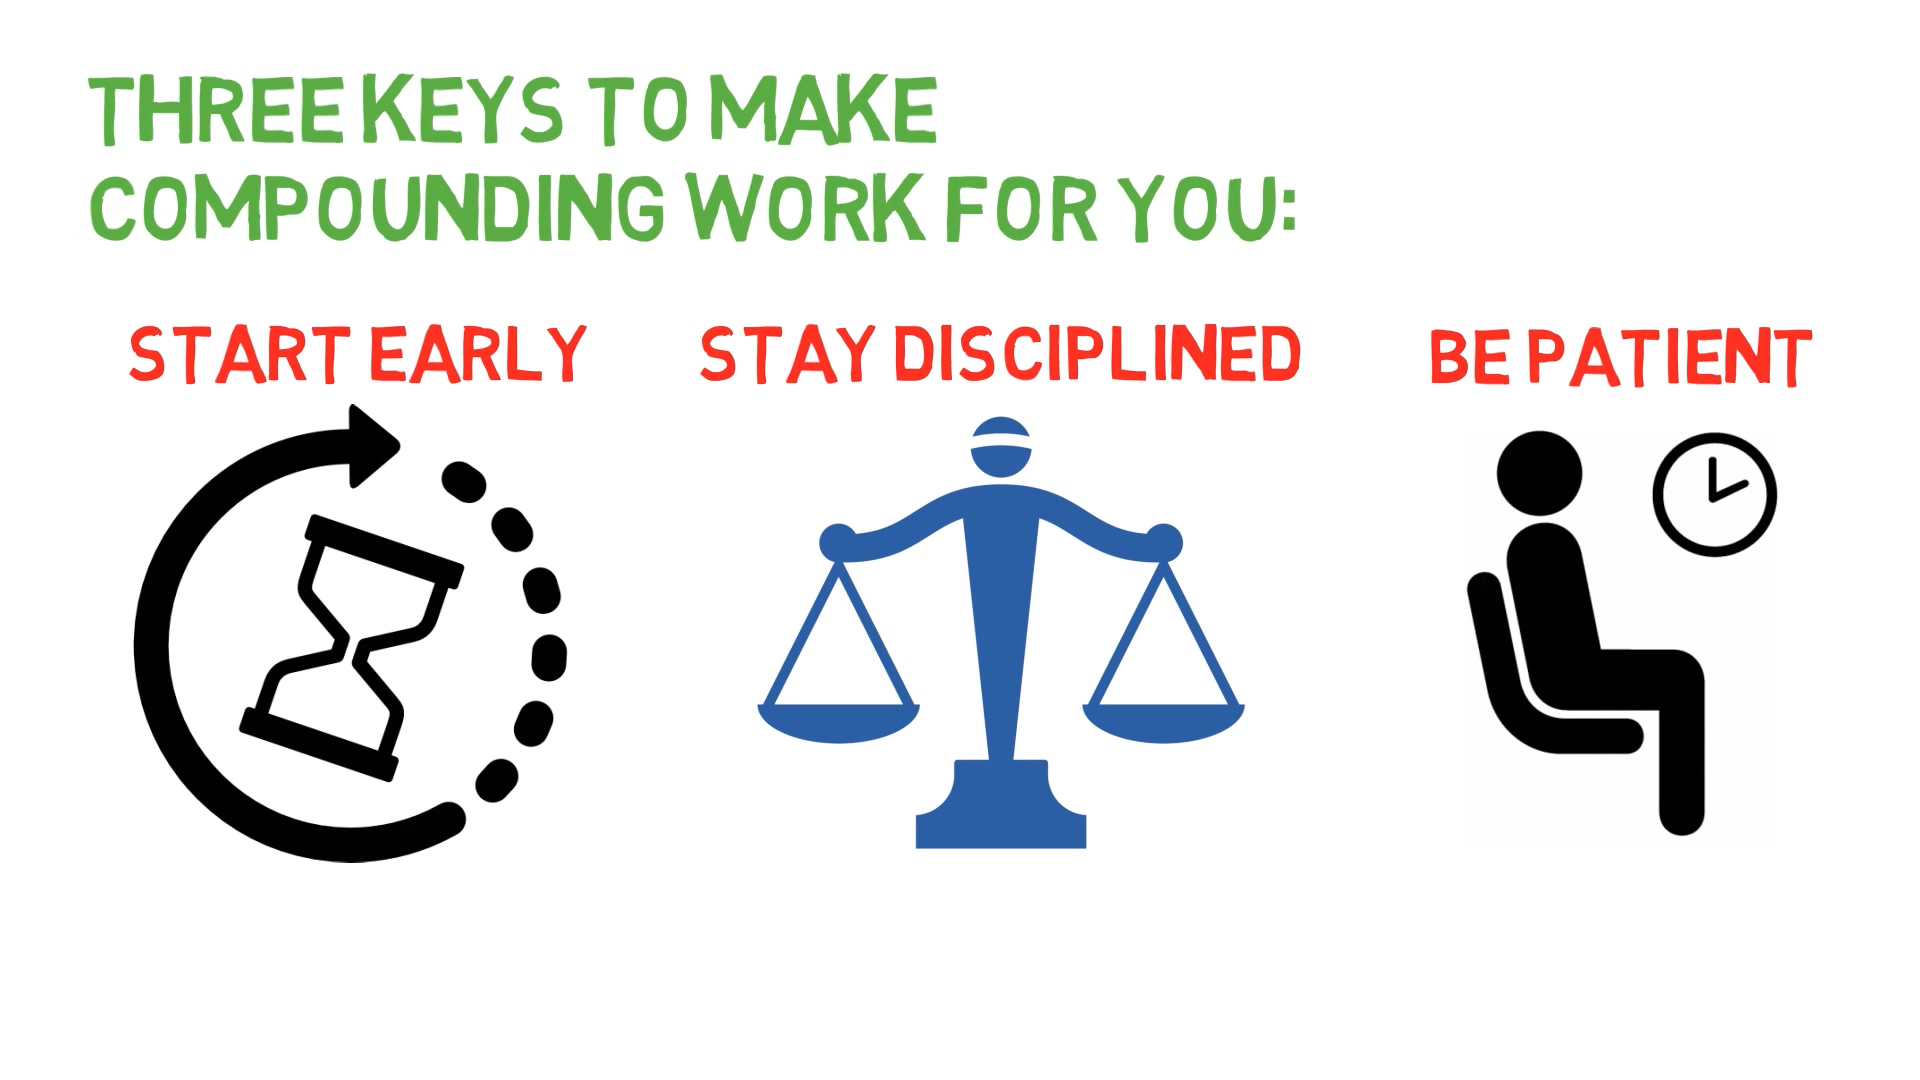 THREE KEYS TO MAKE
COMPOUNDING WORK FOR YOU:
START EARLY
STAY DISCIPLINED
BE PATIENT